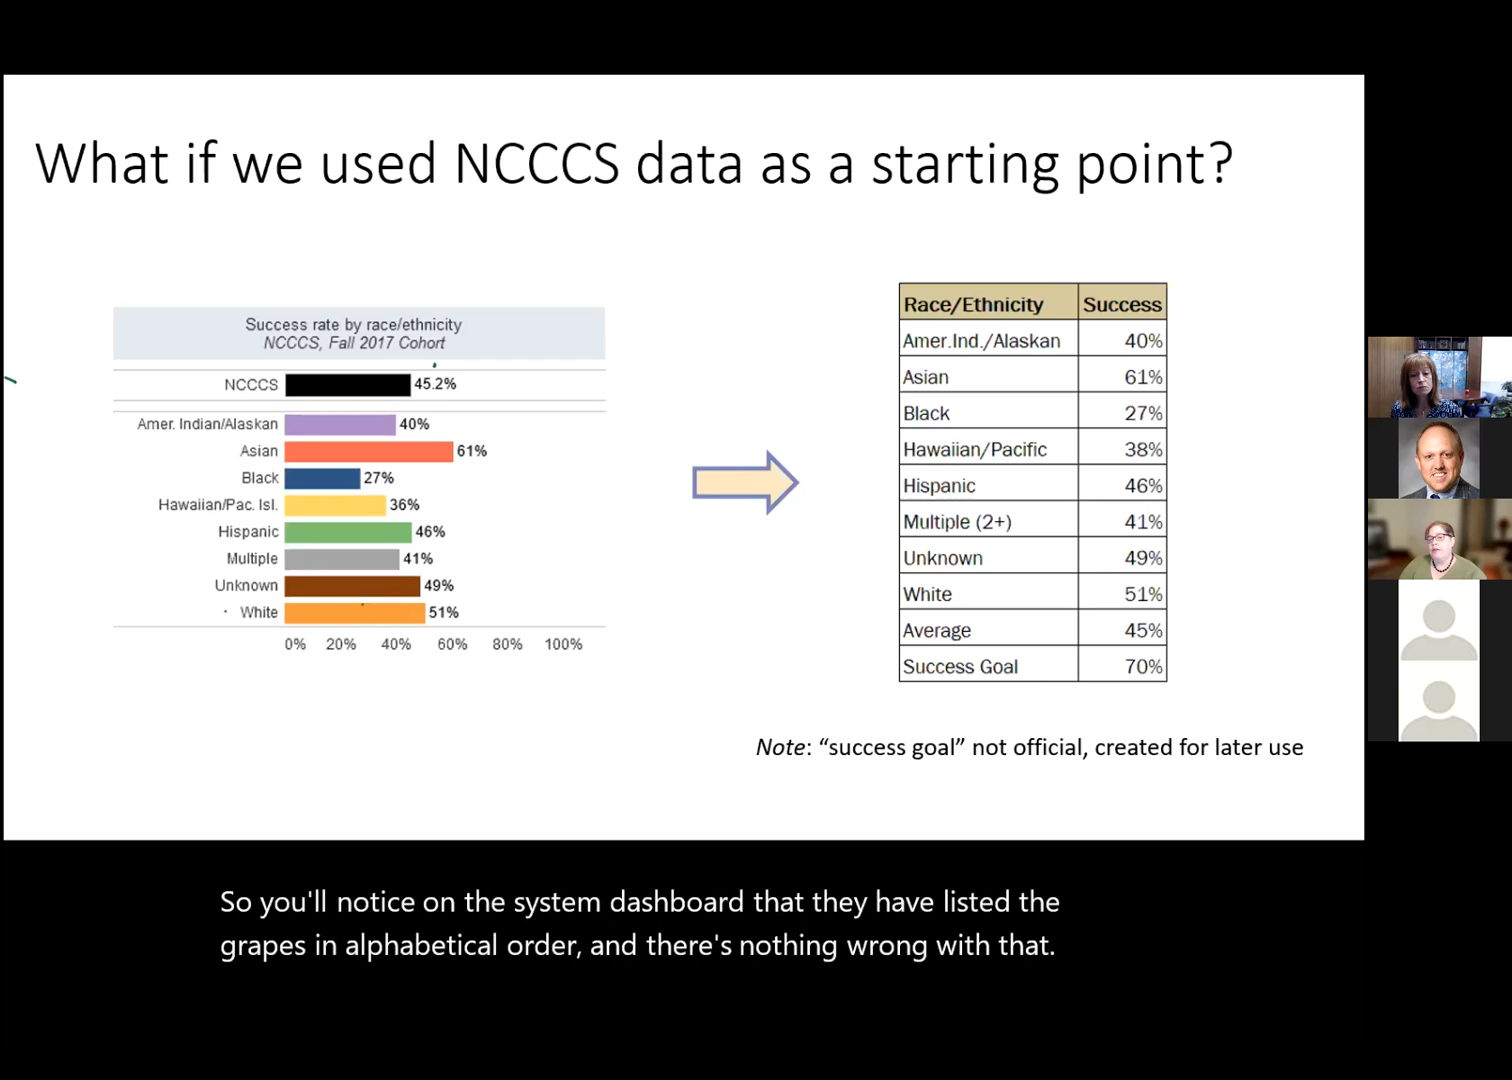 What if we used NCCCS data as a starting point?
Success rate by race/ethnicity
NCCCS, Fall 2017 Cohort
NCCCS 45.2%
Amer. Indian/Alaskan 40%
Asian 61%
Black 27%
Hawaiian/Pac. Isl. 36%
Hispanic 46%
Multiple 41%
Unknown 49%
White 51%
0% 20% 40% 60% 80% 100%
Race/Ethnicity Success
Amer.Ind./Alaskan 40%
Asian 61%
Black 27%
Hawaiian/Pacific 38%
Hispanic 46%
Multiple (2+) 41%
Unknown 49%
White 51%
Average 45%
Success Goal 70%
Note: “success goal” not official, created for later use
So you'll notice on the system dashboard that they have listed the
grapes in alphabetical order, and there's nothing wrong with that.